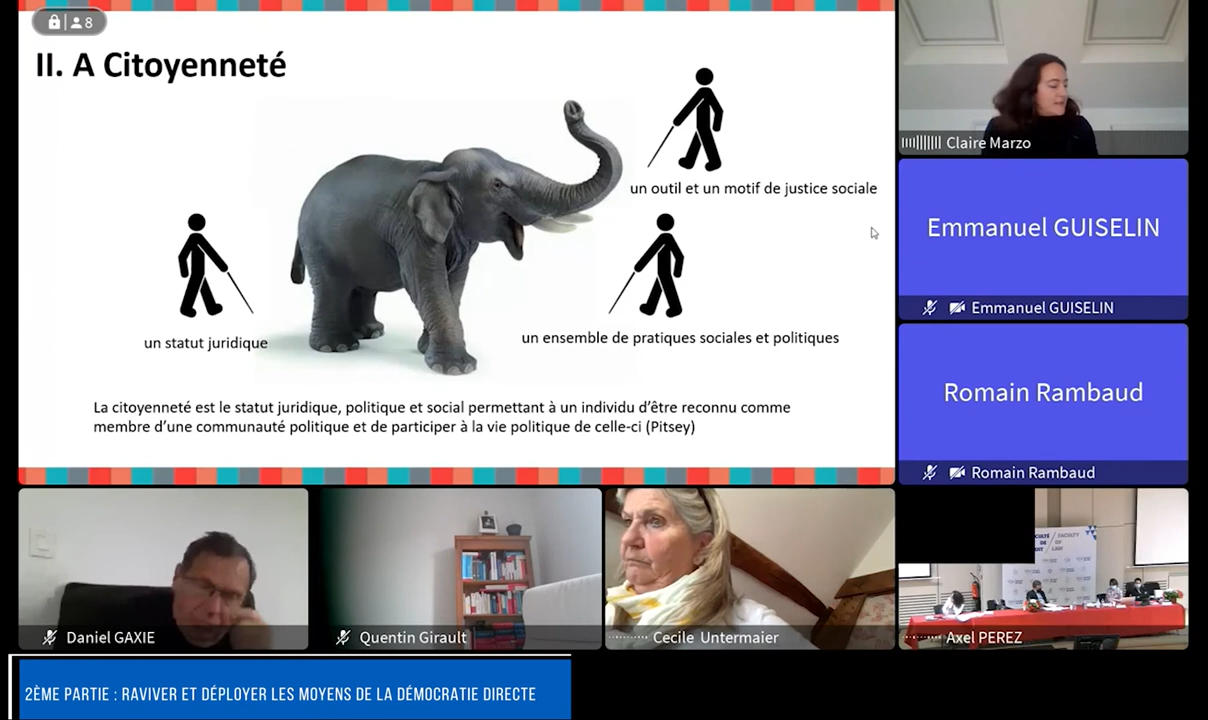 8
II. A Citoyenneté
un outil et un motif de justice sociale
un statut juridique
un ensemble de pratiques sociales et politiques
La citoyenneté est le statut juridique, politique et social permettant à un individu d'être reconnu comme
membre d'une communauté politique et de participer à la vie politique de celle-ci (Pitsey)
Claire Marzo
Emmanuel GUISELIN
Emmanuel GUISELIN
Romain Rambaud
Romain Rambaud
Daniel GAXIE
Quentin Girault
Cecile Untermaier
FACULTY
OF
LAW
Axel PEREZ
2ÈME PARTIE : RAVIVER ET DÉPLOYER LES MOYENS DE LA DÉMOCRATIE DIRECTE